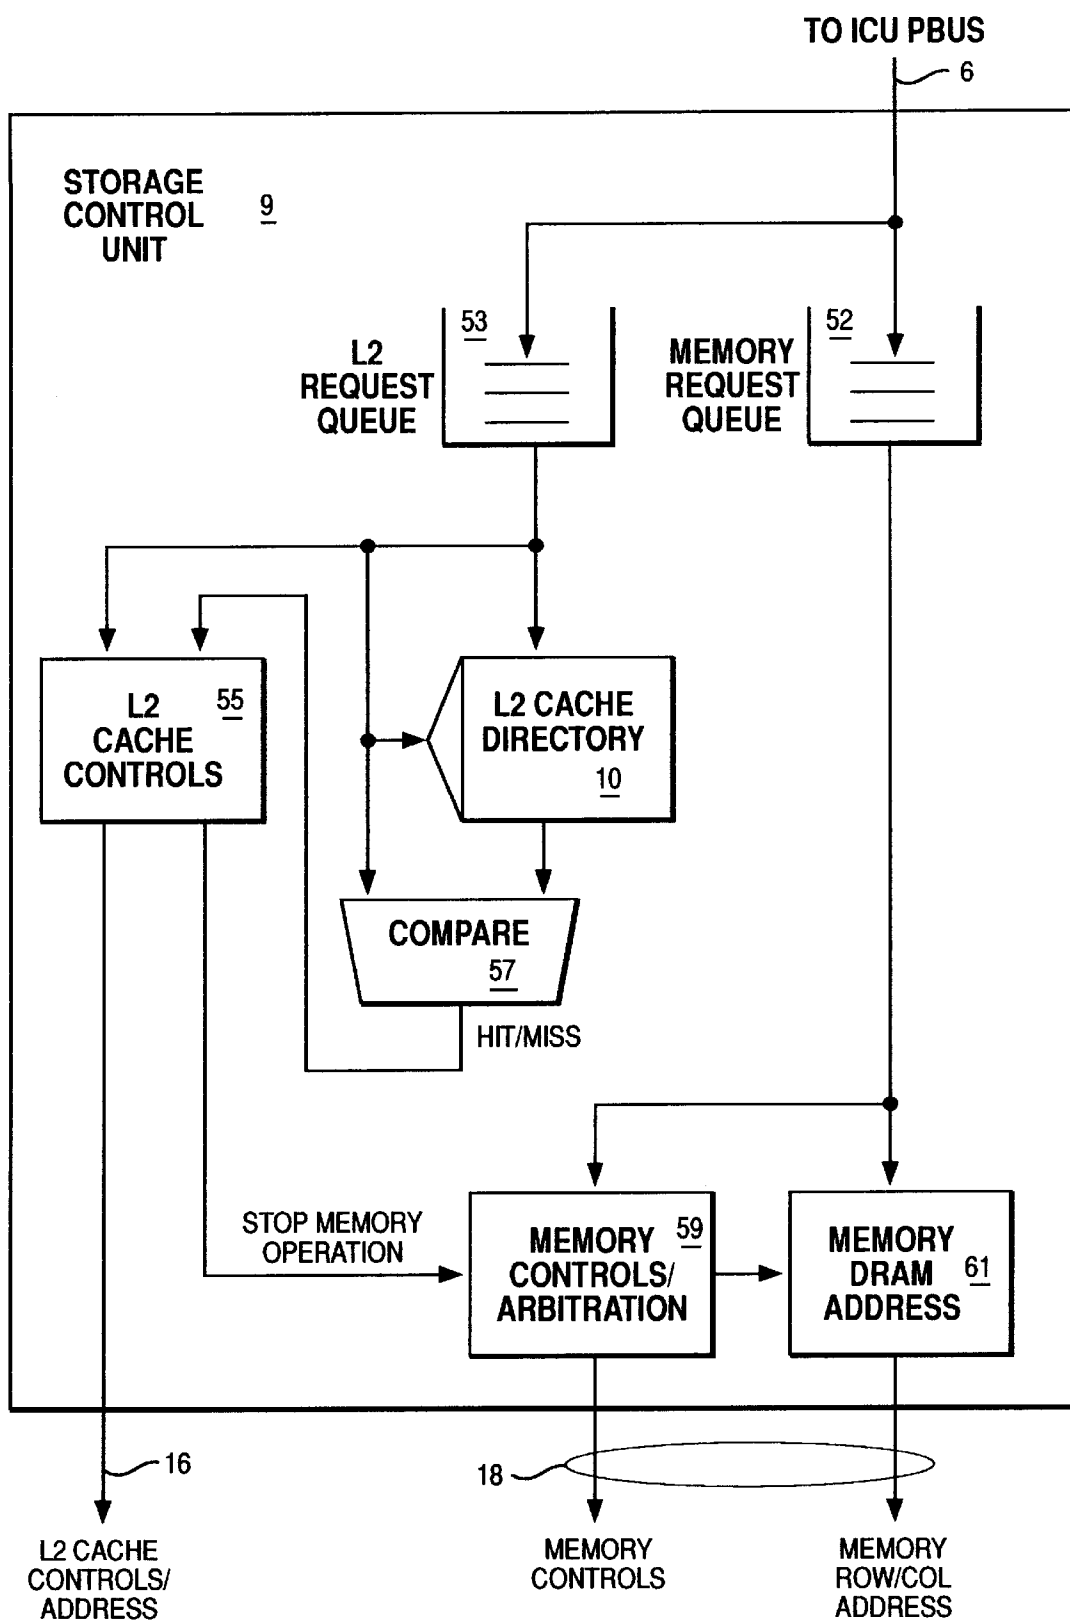 TO ICU PBUS
6
STORAGE
CONTROL
UNIT
9
53
L2
REQUEST
QUEUE
52
MEMORY
REQUEST
QUEUE
L2
CACHE
CONTROLS
55
L2 CACHE
DIRECTORY
10
COMPARE
57
HIT/MISS
STOP MEMORY
OPERATION
MEMORY
CONTROLS/
ARBITRATION
59
MEMORY
DRAM
ADDRESS
61
16
18
L2 CACHE
CONTROLS/
ADDRESS
MEMORY
CONTROLS
MEMORY
ROW/COL
ADDRESS